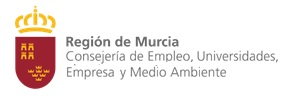 Región de Murcia
Consejería de Empleo, Universidades,
Empresa y Medio Ambiente